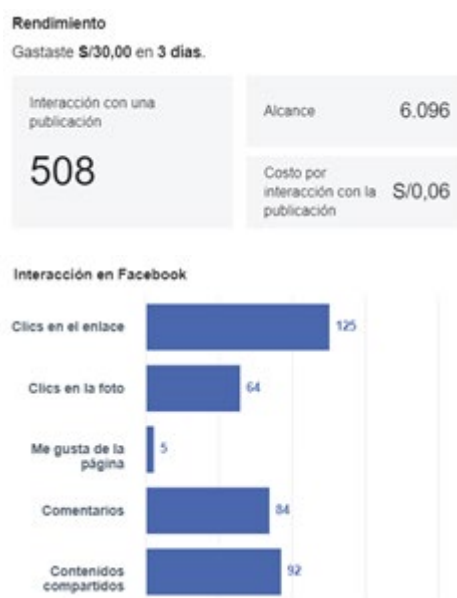 Rendimiento
Gastaste S/30,00 en 3 días.
Interacción con una
publicación
508
Alcance
6.096
Costo por
interacción con la
publicación
S/0,06
Interacción en Facebook
Clics en el enlace
125
Clics en la foto
64
Me gusta de la
página
5
Comentarios
84
Contenidos
compartidos
92